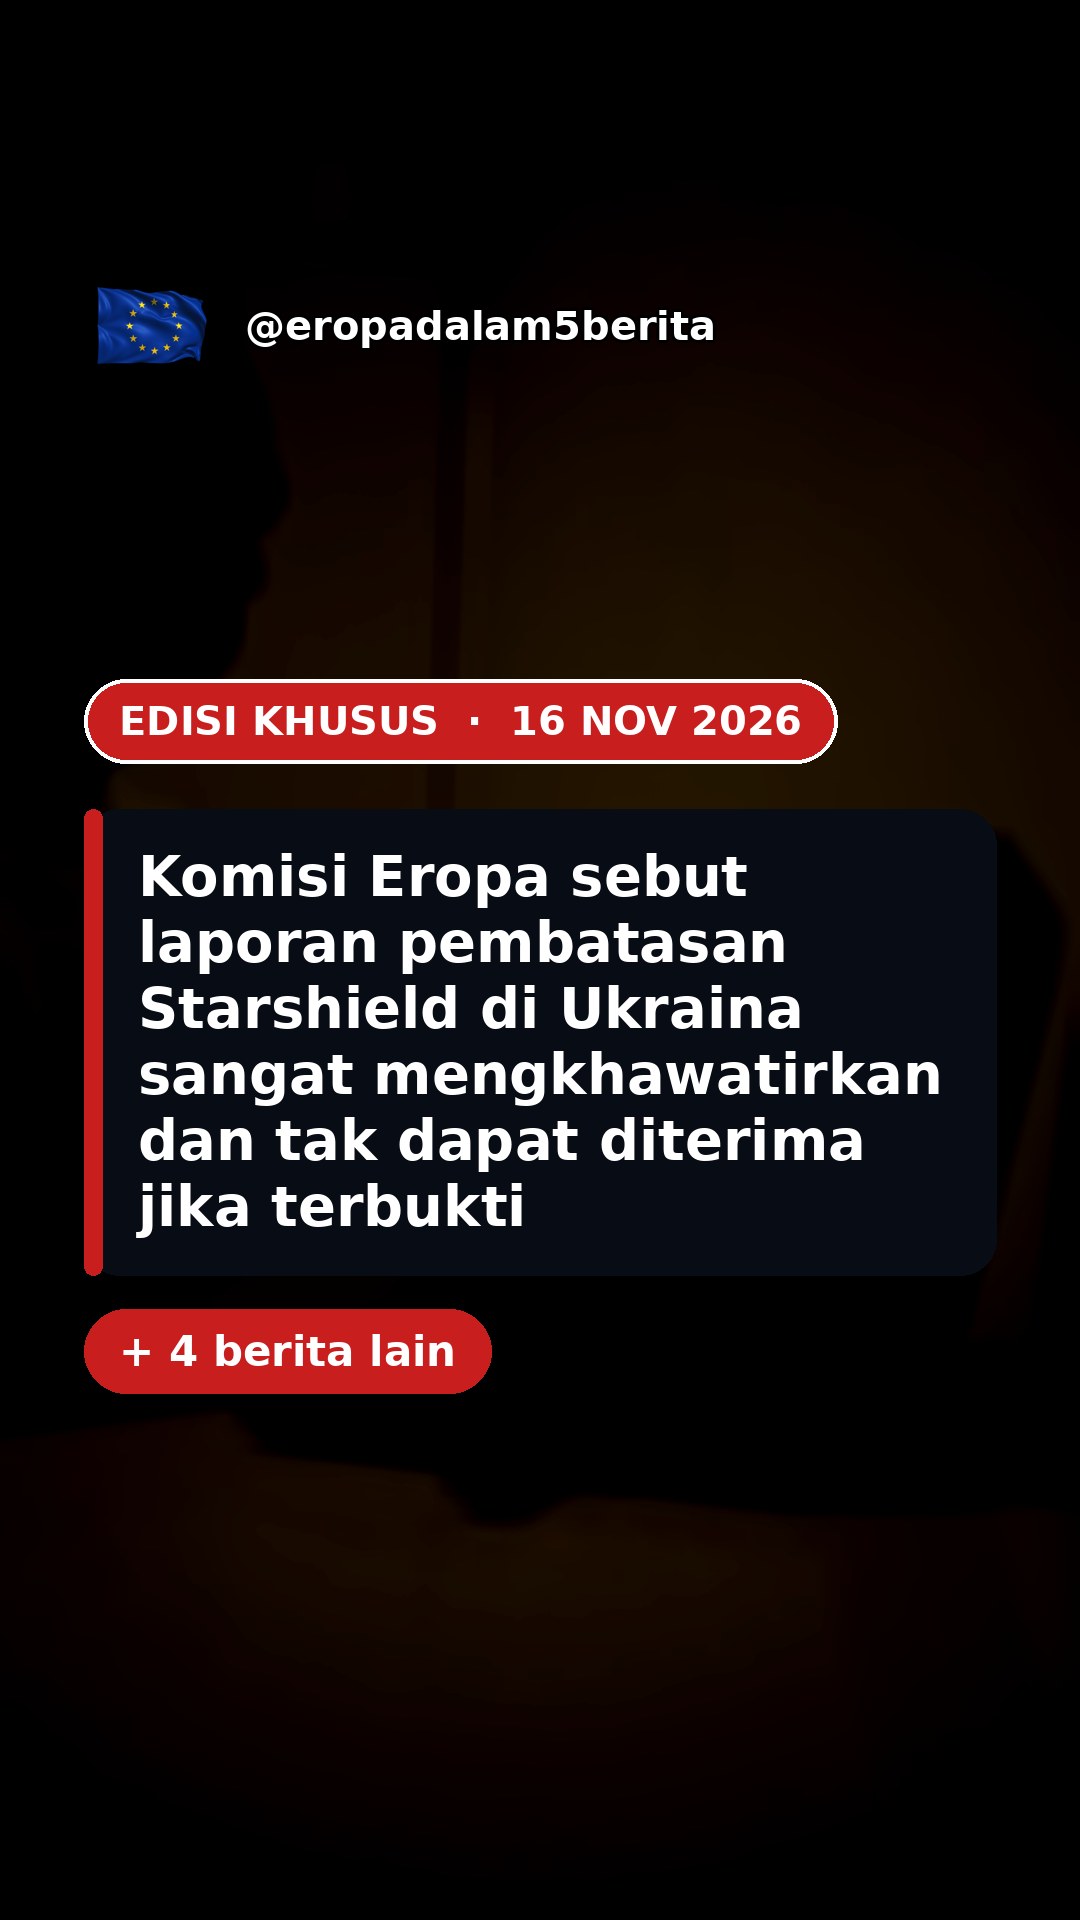 @eropadalam5berita
EDISI KHUSUS · 16 NOV 2026
Komisi Eropa sebut
laporan pembatasan
Starshield di Ukraina
sangat mengkhawatirkan
dan tak dapat diterima
jika terbukti
+ 4 berita lain